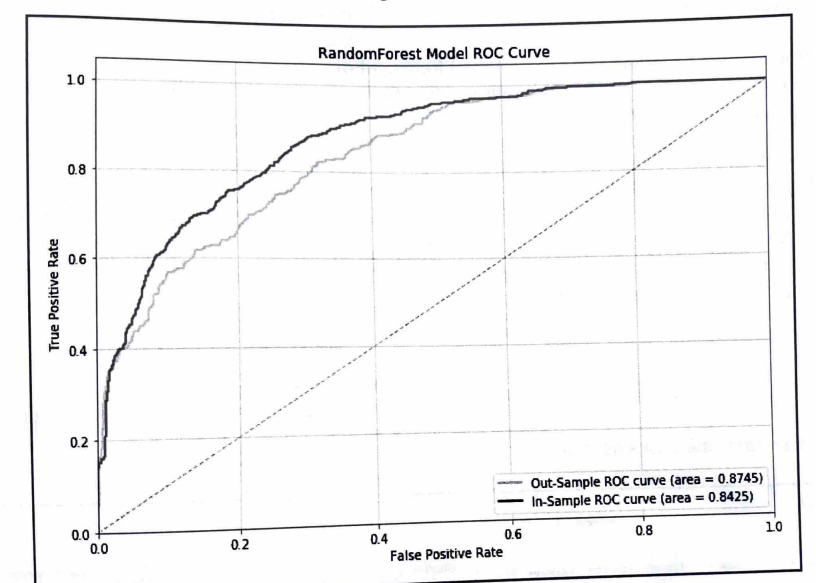 RandomForest Model ROC Curve
1.0
0.8
0.6
0.4
0.2
0.0
True Positive Rate
0.0
0.2
0.4
0.6
0.8
1.0
False Positive Rate
Out-Sample ROC curve (area = 0.8745)
In-Sample ROC curve (area = 0.8425)